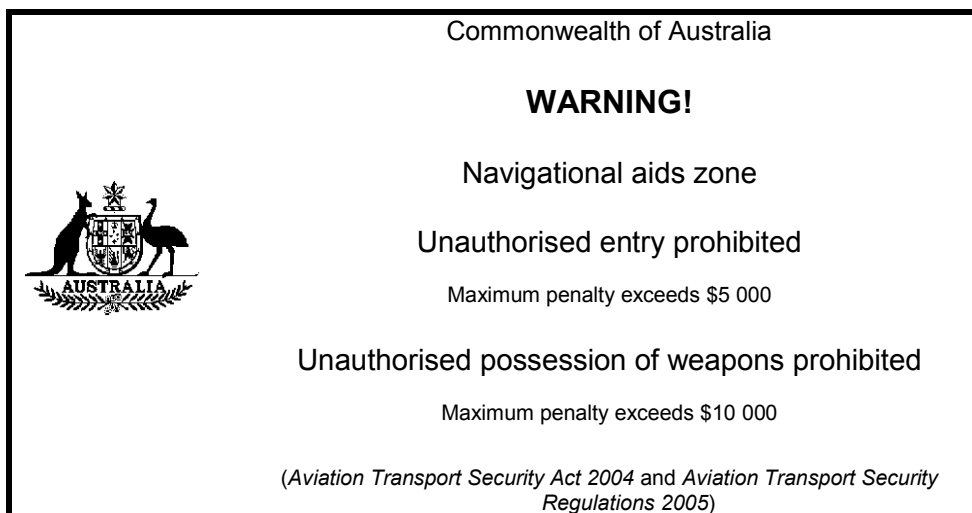 Commonwealth of Australia
WARNING!
Navigational aids zone
Unauthorised entry prohibited
Maximum penalty exceeds $5 000
AUSTRALIA
Unauthorised possession of weapons prohibited
Maximum penalty exceeds $10 000
(Aviation Transport Security Act 2004 and Aviation Transport Security
Regulations 2005)